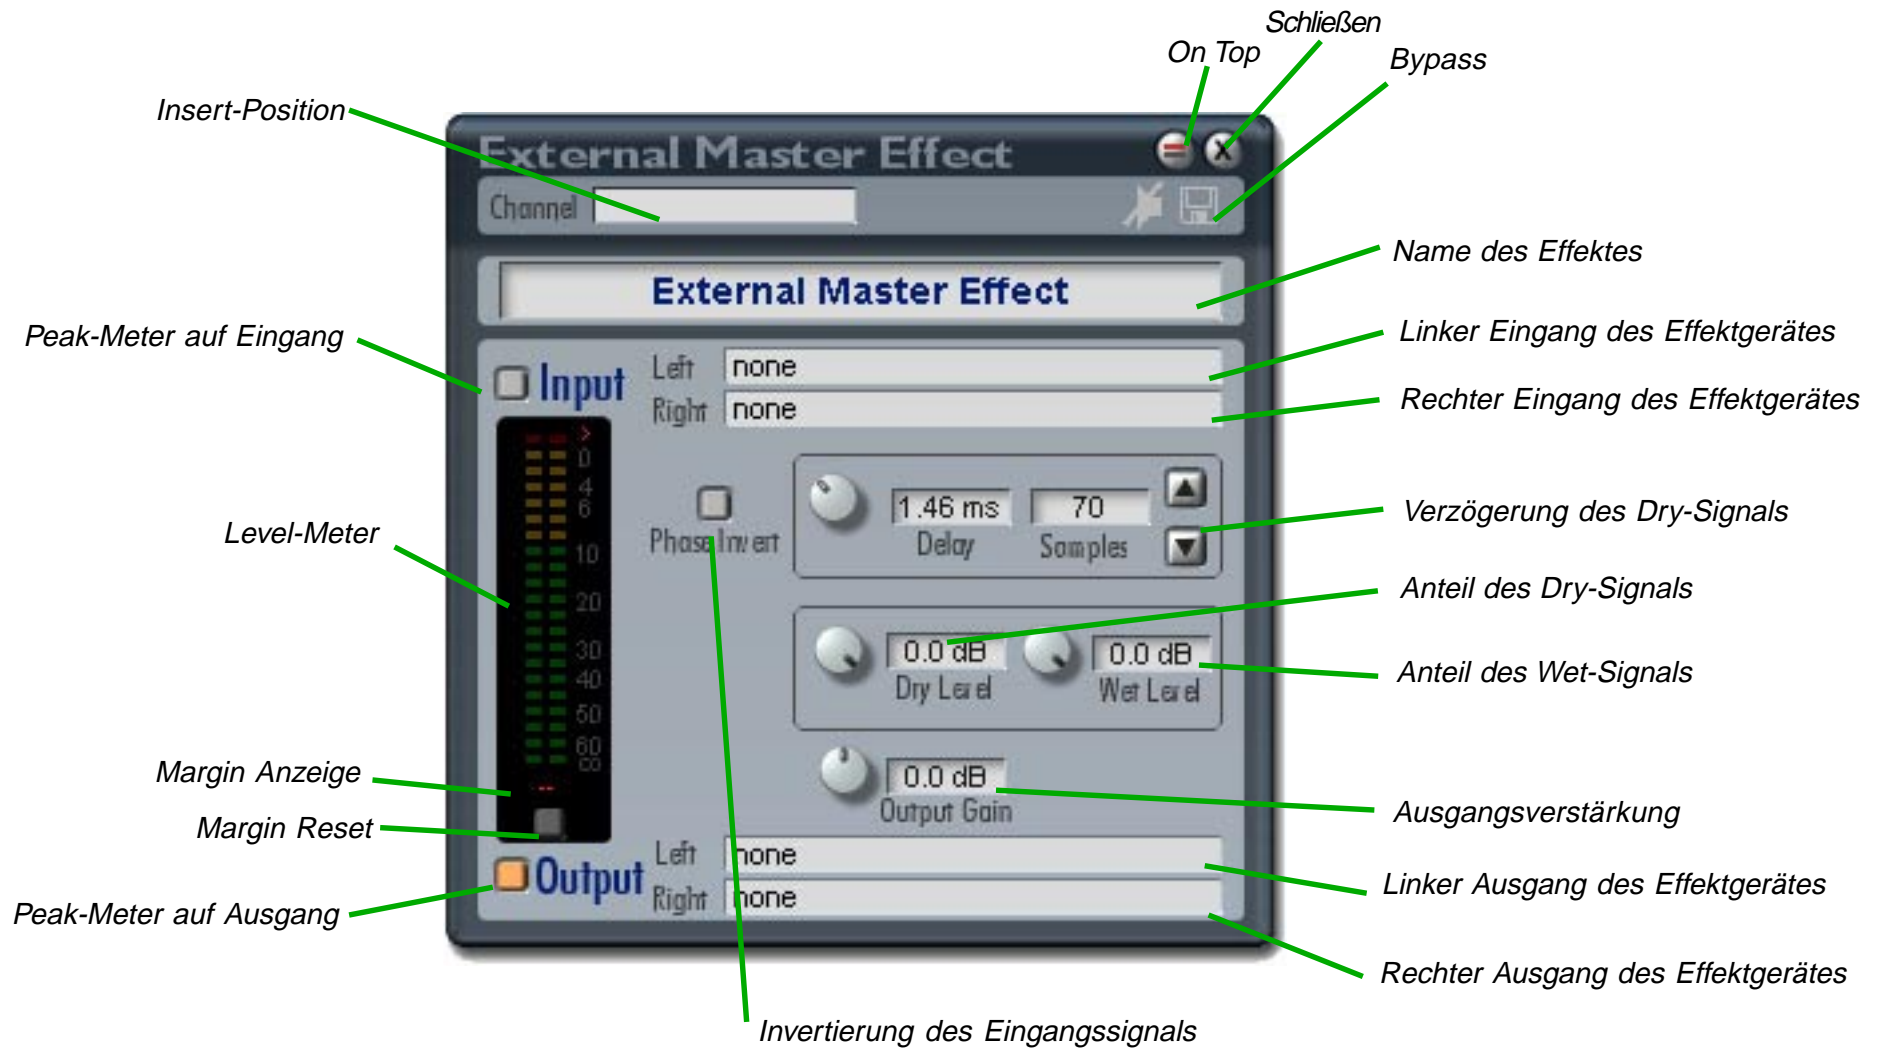 Schließen
On Top
Bypass
Insert-Position
External Master Effect
Channel
Name des Effektes
External Master Effect
Peak-Meter auf Eingang
Linker Eingang des Effektgerätes
Input
Left none
Right none
Rechter Eingang des Effektgerätes
>
0
4
6
10
20
30
40
50
60
∞
--
Level-Meter
Phase Invert
1.46 ms
70
Delay
Samples
Verzögerung des Dry-Signals
Anteil des Dry-Signals
0.0 dB
0.0 dB
Dry Level
Wet Level
Anteil des Wet-Signals
Margin Anzeige
0.0 dB
Output Gain
Ausgangsverstärkung
Margin Reset
Output
Left none
Right none
Linker Ausgang des Effektgerätes
Peak-Meter auf Ausgang
Rechter Ausgang des Effektgerätes
Invertierung des Eingangssignals